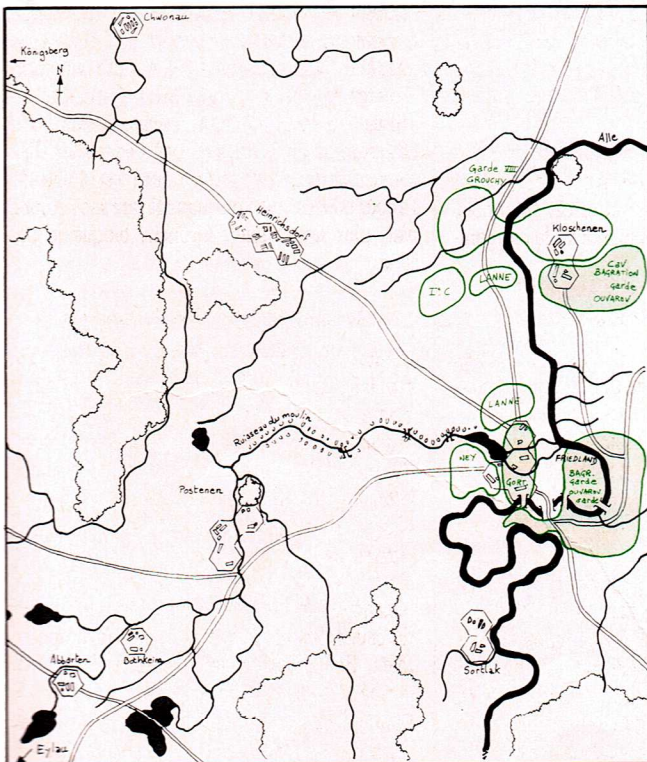 Chwonau
Königsberg
N
Alle
Garde VIII
GROUCHY
Heinrichsdorf
Kloschenen
Cav
BAGRATION
Garde
OUVAROV
LANNE
LANNE
Ruisseau du moulin
NEY
GORT.
FRIEDLAND
BAGR.
Garde
OUVAROV
Garde
Postenen
Bothkeim
Abbarten
Sortlak
Eylau